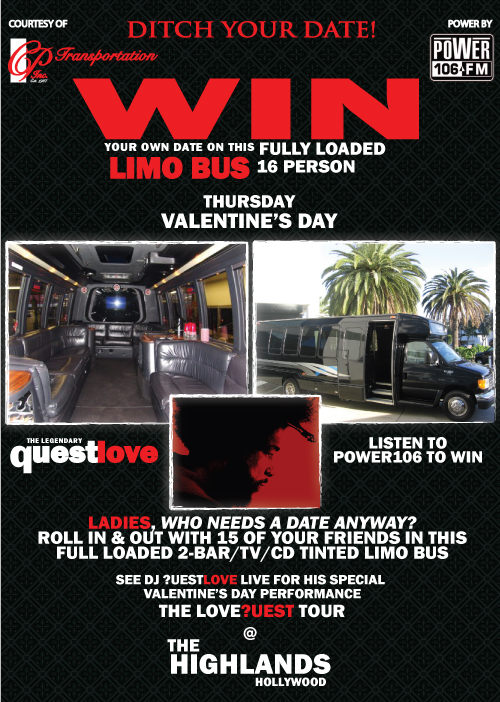 COURTESY OF
DITCH YOUR DATE!
POWER BY
CP Transportation
Inc.
POWER
106.FM
WIN
YOUR OWN DATE ON THIS FULLY LOADED
LIMO BUS 16 PERSON
THURSDAY
VALENTINE'S DAY
THE LEGENDARY
questlove
LISTEN TO
POWER106 TO WIN
LADIES, WHO NEEDS A DATE ANYWAY?
ROLL IN & OUT WITH 15 OF YOUR FRIENDS IN THIS
FULL LOADED 2-BAR/TV/CD TINTED LIMO BUS
SEE DJ ?UESTLOVE LIVE FOR HIS SPECIAL
VALENTINE'S DAY PERFORMANCE
THE LOVE?UEST TOUR
@
THE
HIGHLANDS
HOLLYWOOD